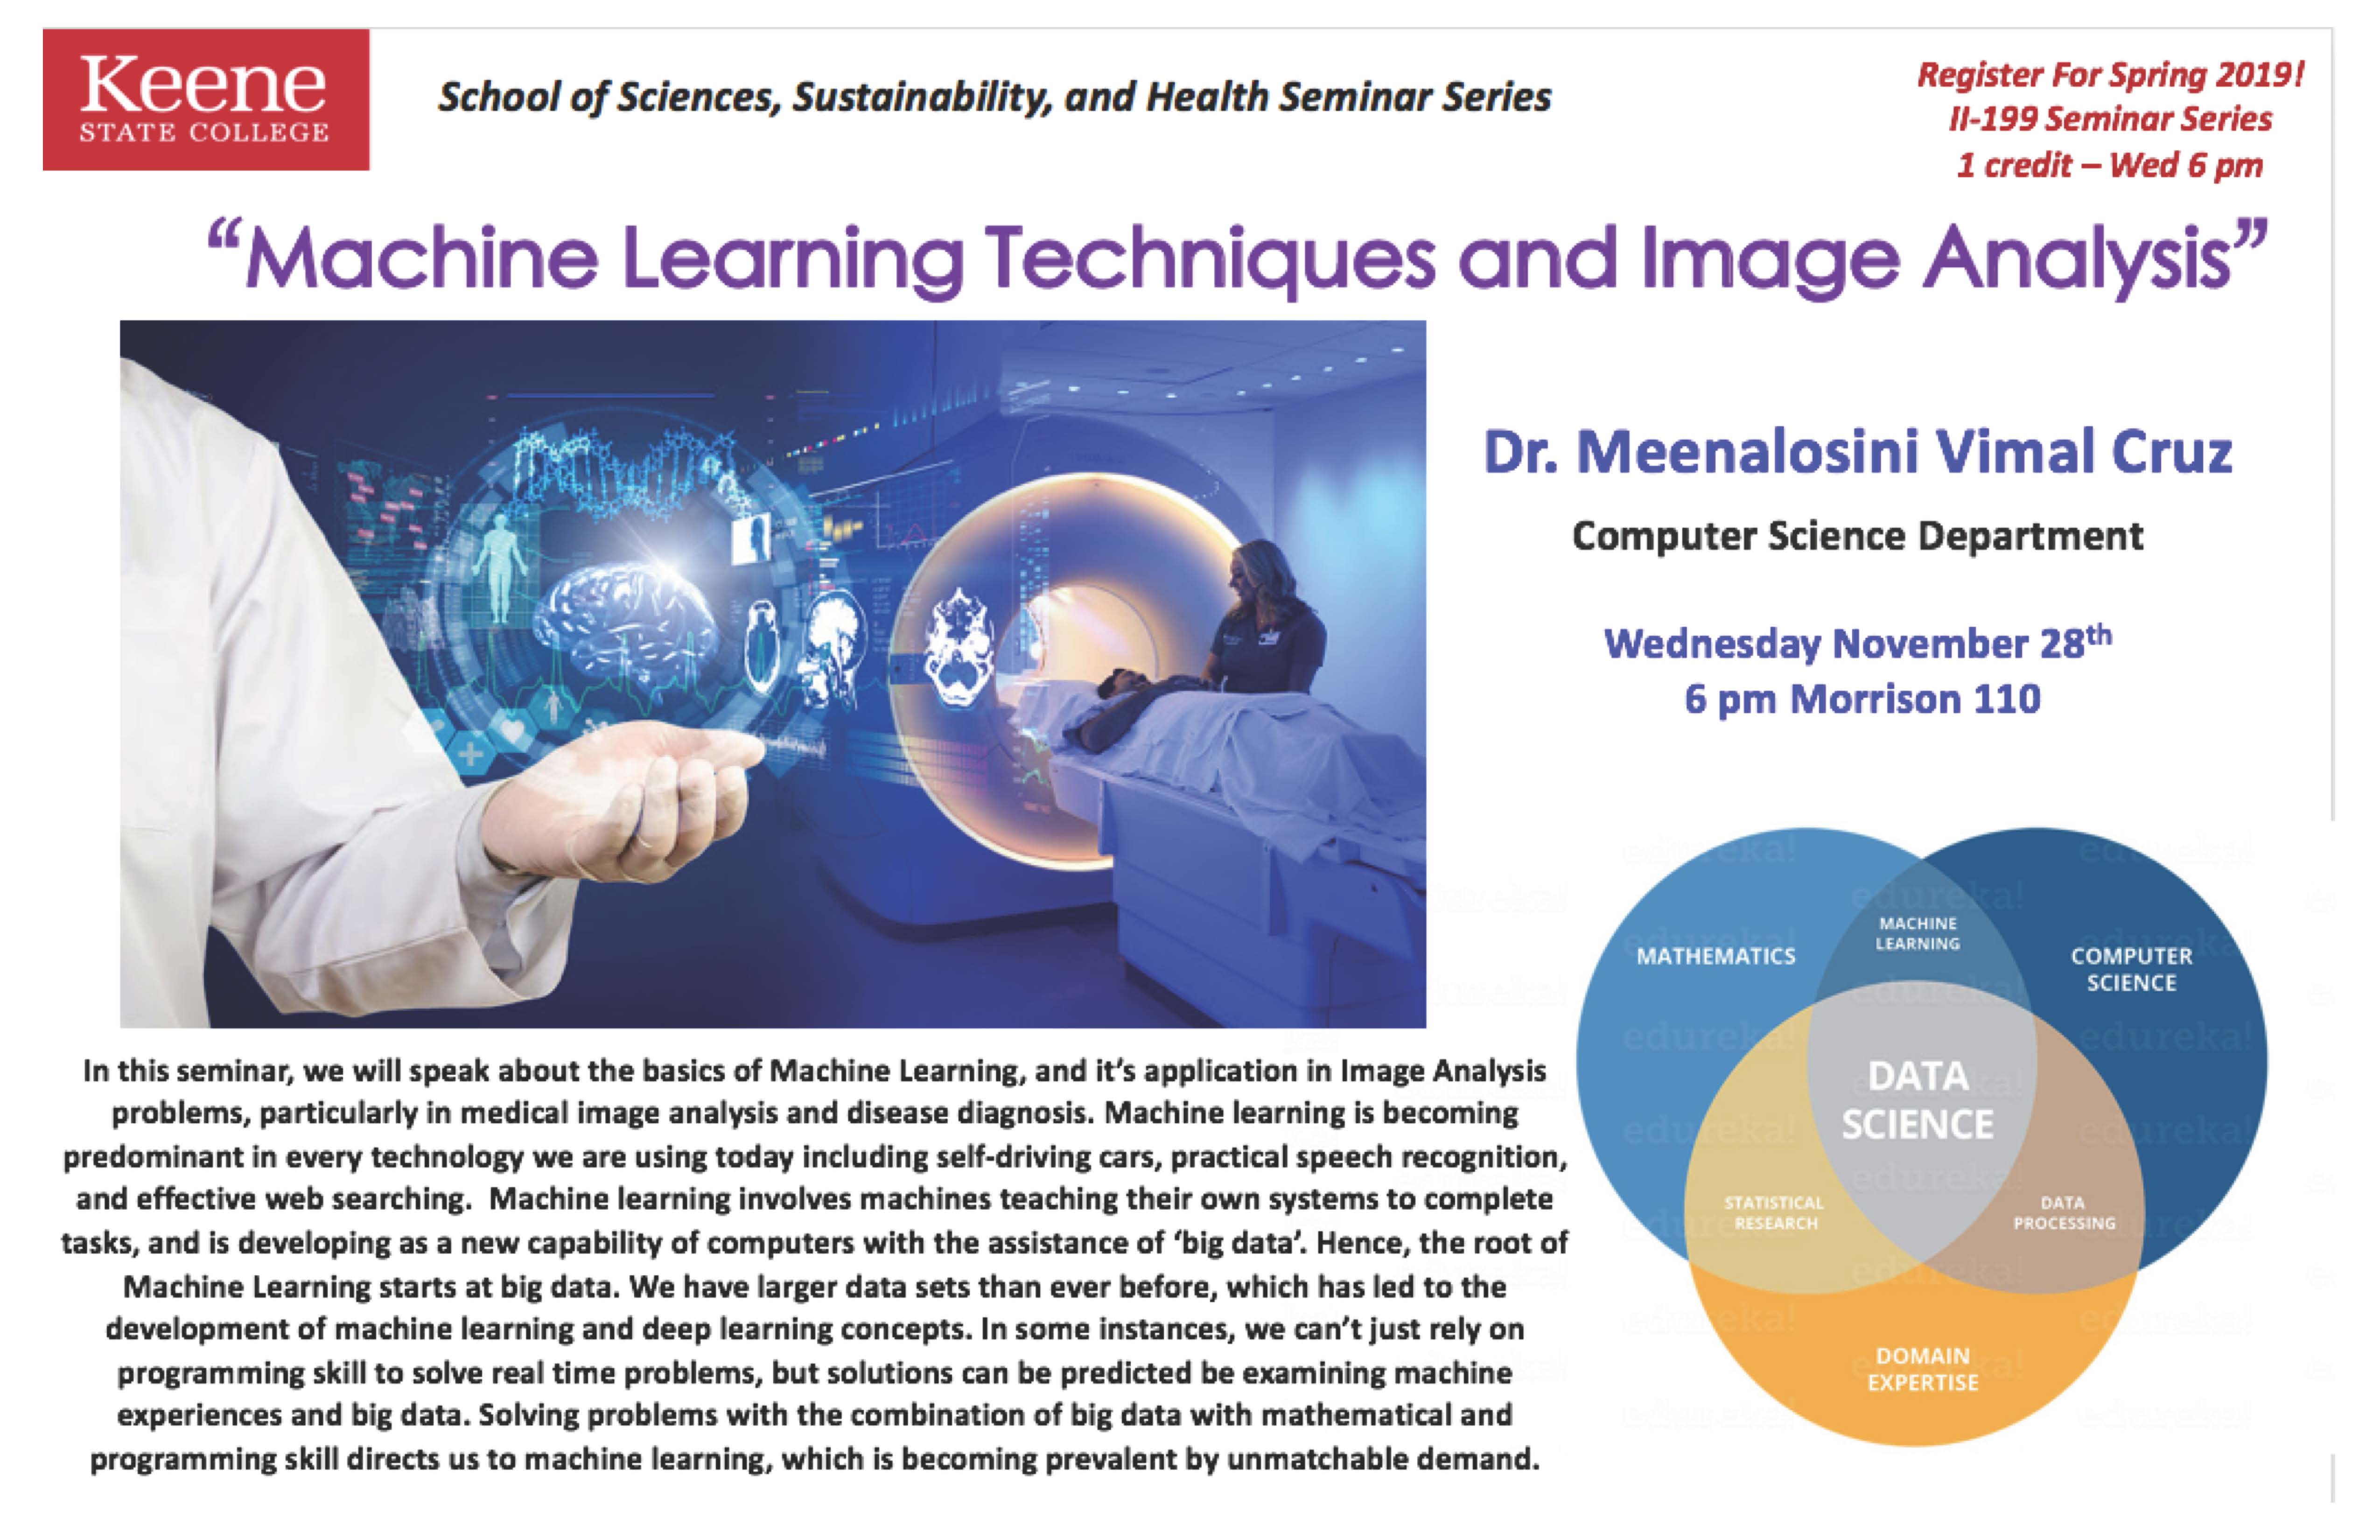 Keene
STATE COLLEGE
School of Sciences, Sustainability, and Health Seminar Series
Register For Spring 2019!
II-199 Seminar Series
1 credit – Wed 6 pm
“Machine Learning Techniques and Image Analysis”
Dr. Meenalosini Vimal Cruz
Computer Science Department
Wednesday November 28th
6 pm Morrison 110
In this seminar, we will speak about the basics of Machine Learning, and it’s application in Image Analysis
problems, particularly in medical image analysis and disease diagnosis. Machine learning is becoming
predominant in every technology we are using today including self-driving cars, practical speech recognition,
and effective web searching.  Machine learning involves machines teaching their own systems to complete
tasks, and is developing as a new capability of computers with the assistance of ‘big data’. Hence, the root of
Machine Learning starts at big data. We have larger data sets than ever before, which has led to the
development of machine learning and deep learning concepts. In some instances, we can’t just rely on
programming skill to solve real time problems, but solutions can be predicted be examining machine
experiences and big data. Solving problems with the combination of big data with mathematical and
programming skill directs us to machine learning, which is becoming prevalent by unmatchable demand.
MATHEMATICS
MACHINE
LEARNING
COMPUTER
SCIENCE
DATA
SCIENCE
STATISTICAL
RESEARCH
DATA
PROCESSING
DOMAIN
EXPERTISE
edureka!